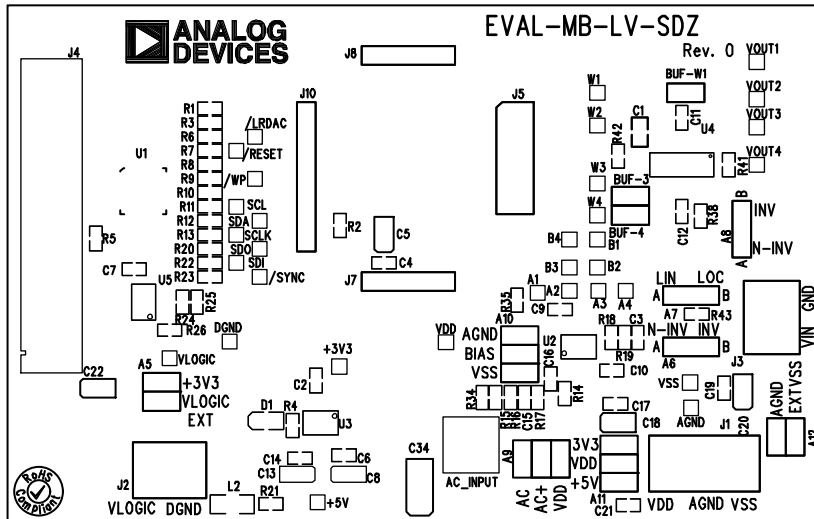 ANALOG
DEVICES
EVAL-MB-LV-SDZ
Rev. 0
J4
J8
J10
J5
VOUT1
VOUT2
VOUT3
VOUT4
W1
W2
W3
W4
BUF-W1
C1
C11
U4
R42
R41
BUF-3
BUF-4
R1
R3
R6
R7
R8
R9
R10
R11
R12
R13
R20
R22
R23
/LRDAC
/RESET
/WP
SCL
SDA
SCLK
SDO
SDI
/SYNC
U1
R5
C7
U5
R24
R25
R26
R2
C5
C4
J7
B4
B1
B3
B2
C12
R38
A8
B
INV
N-INV
A
A1
A2
A3
A4
R35
C9
A10
AGND
BIAS
VSS
U2
R18
C3
R19
C10
C16
R14
LIN LOC
A B
A7
R43
N-INV INV
A B
A6
GND
VIN
J3
DGND
VDD
VLOGIC
+3V3
C22
A5
+3V3
VLOGIC
EXT
C2
D1
R4
U3
R34
R15
R16
C15
R17
C17
C18
VSS
C19
AGND
J1
C20
AGND
EXTVSS
J2
VLOGIC DGND
L2
R21
C14
C13
C6
C8
+5V
C34
AC_INPUT
A9
AC
AC+
VDD
3V3
VDD
+5V
A11
C21
VDD AGND VSS
RoHS
Compliant